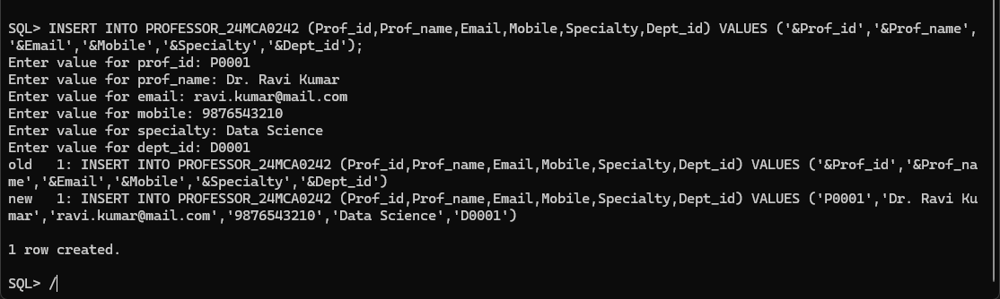 SQL> INSERT INTO PROFESSOR_24MCA0242 (Prof_id,Prof_name,Email,Mobile,Specialty,Dept_id) VALUES ('&Prof_id','&Prof_name',
'&Email','&Mobile','&Specialty','&Dept_id');
Enter value for prof_id: P0001
Enter value for prof_name: Dr. Ravi Kumar
Enter value for email: ravi.kumar@mail.com
Enter value for mobile: 9876543210
Enter value for specialty: Data Science
Enter value for dept_id: D0001
old   1: INSERT INTO PROFESSOR_24MCA0242 (Prof_id,Prof_name,Email,Mobile,Specialty,Dept_id) VALUES ('&Prof_id','&Prof_na
me','&Email','&Mobile','&Specialty','&Dept_id')
new   1: INSERT INTO PROFESSOR_24MCA0242 (Prof_id,Prof_name,Email,Mobile,Specialty,Dept_id) VALUES ('P0001','Dr. Ravi Ku
mar','ravi.kumar@mail.com','9876543210','Data Science','D0001')
1 row created.
SQL> /